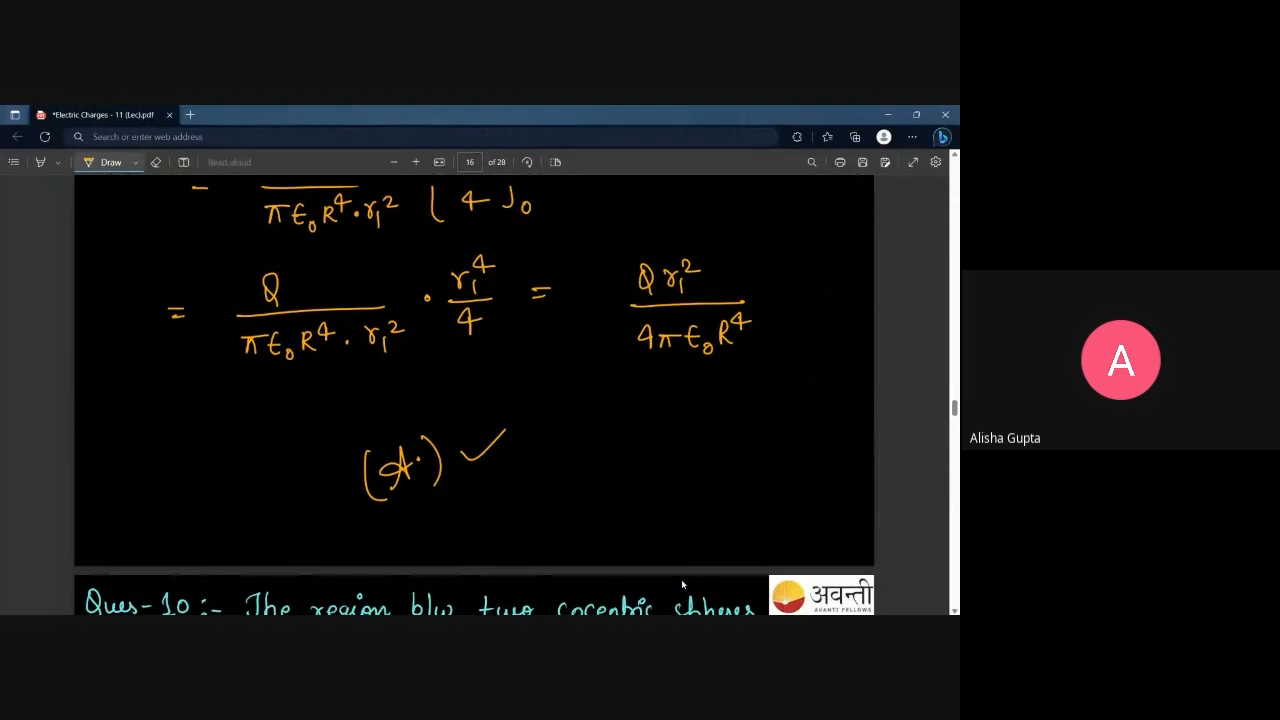 *Electric Charges - 11 (Lec).pdf
Search or enter web address
Draw
Read aloud
16 of 28
πε₀R⁴·r₁² [ 4 ]₀
= Q / πε₀R⁴·r₁² · r₁⁴ / 4 = Qr₁² / 4πε₀R⁴
(A.) ✓
Ques-10:- The region b/w two cocentric spheres
अवन्ती
AVANTI FELLOWS
A
Alisha Gupta